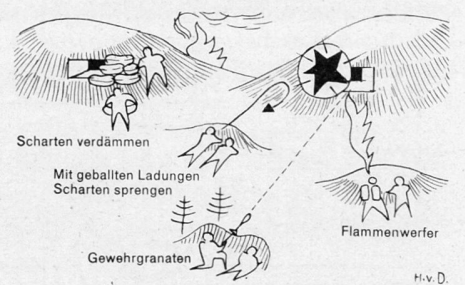 Scharten verdämmen
Mit geballten Ladungen
Scharten sprengen
Flammenwerfer
Gewehrgranaten
H.v.D.